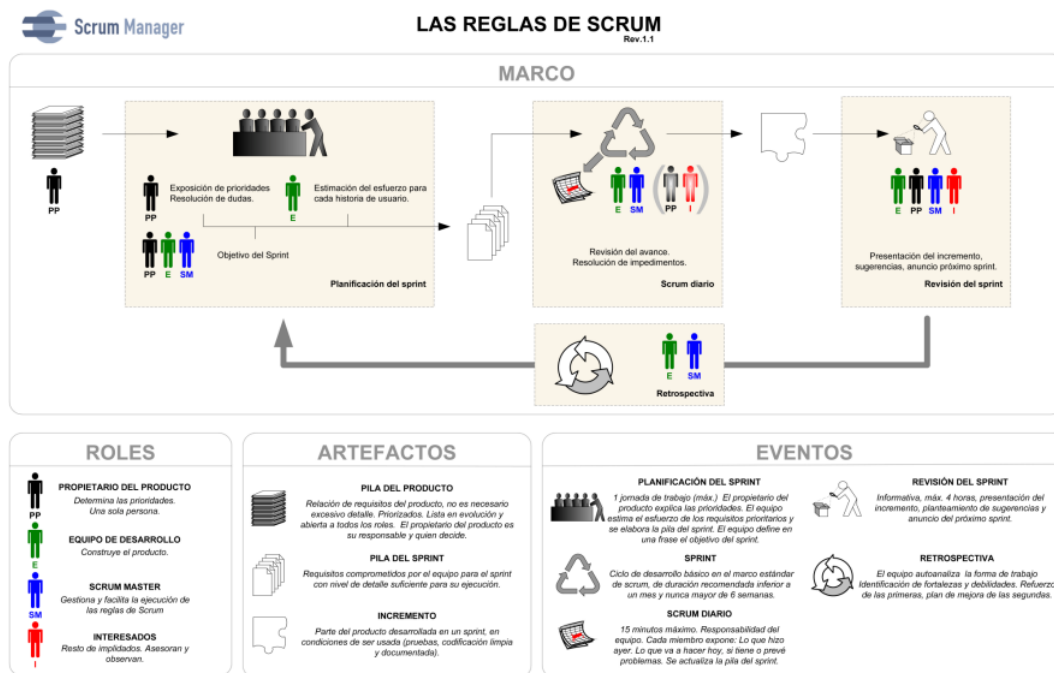 Scrum Manager
LAS REGLAS DE SCRUM
Rev.1.1
MARCO
PP
Exposición de prioridades
Resolución de dudas.
PP
Estimación del esfuerzo para
cada historia de usuario.
E
Objetivo del Sprint
PP E SM
Planificación del sprint
E SM PP I
Revisión del avance.
Resolución de impedimentos.
Scrum diario
E PP SM I
Presentación del incremento,
sugerencias, anuncio próximo sprint.
Revisión del sprint
E SM
Retrospectiva
ROLES
PROPIETARIO DEL PRODUCTO
Determina las prioridades.
Una sola persona.
PP
EQUIPO DE DESARROLLO
Construye el producto.
E
SCRUM MASTER
Gestiona y facilita la ejecución de
las reglas de Scrum
SM
INTERESADOS
Resto de implidados. Asesoran y
observan.
I
ARTEFACTOS
PILA DEL PRODUCTO
Relación de requisitos del producto, no es necesario
excesivo detalle. Priorizados. Lista en evolución y
abierta a todos los roles. El propietario del producto es
su responsable y quien decide.
PILA DEL SPRINT
Requisitos comprometidos por el equipo para el sprint
con nivel de detalle suficiente para su ejecución.
INCREMENTO
Parte del producto desarrollada en un sprint, en
condiciones de ser usada (pruebas, codificación limpia
y documentada).
EVENTOS
PLANIFICACIÓN DEL SPRINT
1 jornada de trabajo (máx.) El propietario del
producto explica las prioridades. El equipo
estima el esfuerzo de los requisitos prioritarios y
se elabora la pila del sprint. El equipo define en
una frase el objetivo del sprint.
SPRINT
Ciclo de desarrollo básico en el marco estándar
de scrum, de duración recomendada inferior a
un mes y nunca mayor de 6 semanas.
SCRUM DIARIO
15 minutos máximo. Responsabilidad del
equipo. Cada miembro expone: Lo que hizo
ayer. Lo que va a hacer hoy, si tiene o prevé
problemas. Se actualiza la pila del sprint.
REVISIÓN DEL SPRINT
Informativa, máx. 4 horas, presentación del
incremento, planteamiento de sugerencias y
anuncio del próximo sprint.
RETROSPECTIVA
El equipo autoanaliza la forma de trabajo
Identificación de fortalezas y debilidades. Refuerzo
de las primeras, plan de mejora de las segundas.